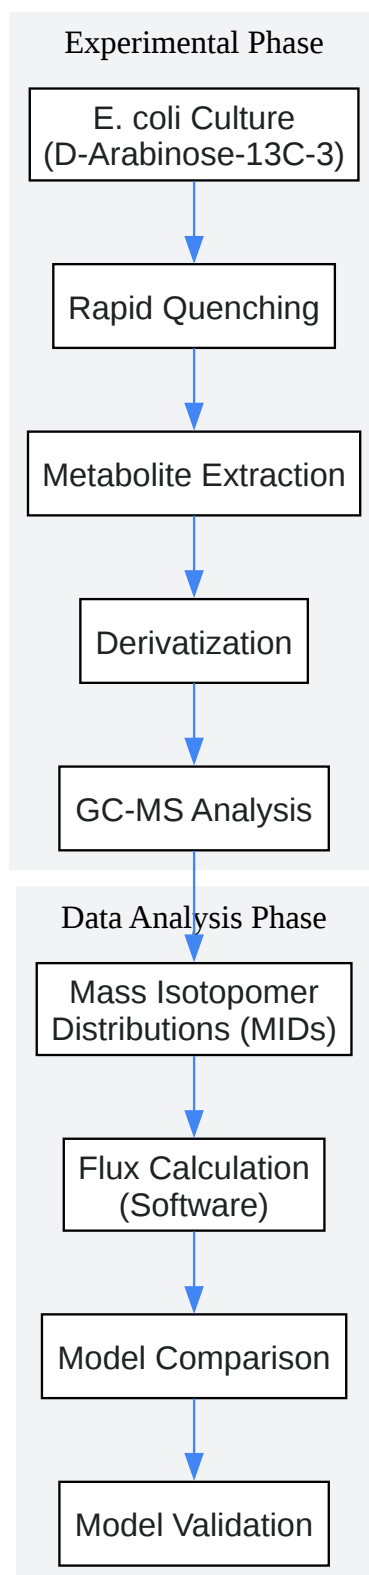 Experimental Phase
E. coli Culture
(D-Arabinose-13C-3)
Rapid Quenching
Metabolite Extraction
Derivatization
GC-MS Analysis
Data Analysis Phase
Mass Isotopomer
Distributions (MIDs)
Flux Calculation
(Software)
Model Comparison
Model Validation